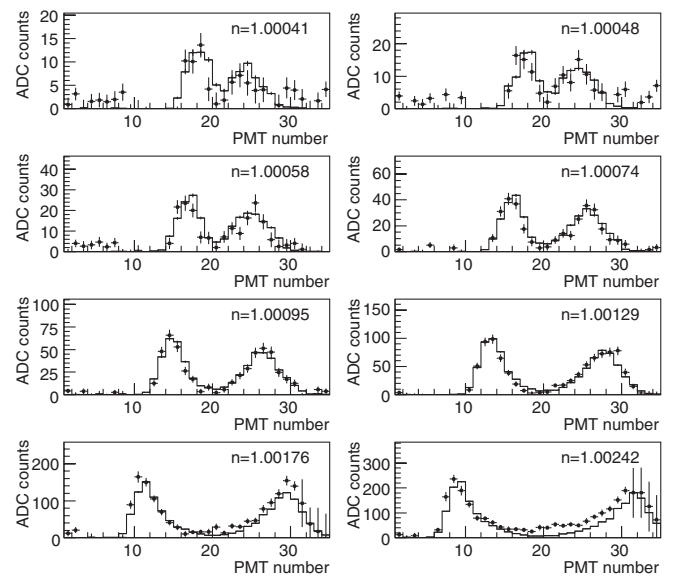 ADC counts
20
15
10
5
0
n=1.00041
10 20 30
PMT number
ADC counts
20
10
0
n=1.00048
10 20 30
PMT number
ADC counts
40
30
20
10
0
n=1.00058
10 20 30
PMT number
ADC counts
60
40
20
0
n=1.00074
10 20 30
PMT number
ADC counts
100
75
50
25
0
n=1.00095
10 20 30
PMT number
ADC counts
150
100
50
0
n=1.00129
10 20 30
PMT number
ADC counts
200
100
0
n=1.00176
10 20 30
PMT number
ADC counts
300
200
100
0
n=1.00242
10 20 30
PMT number